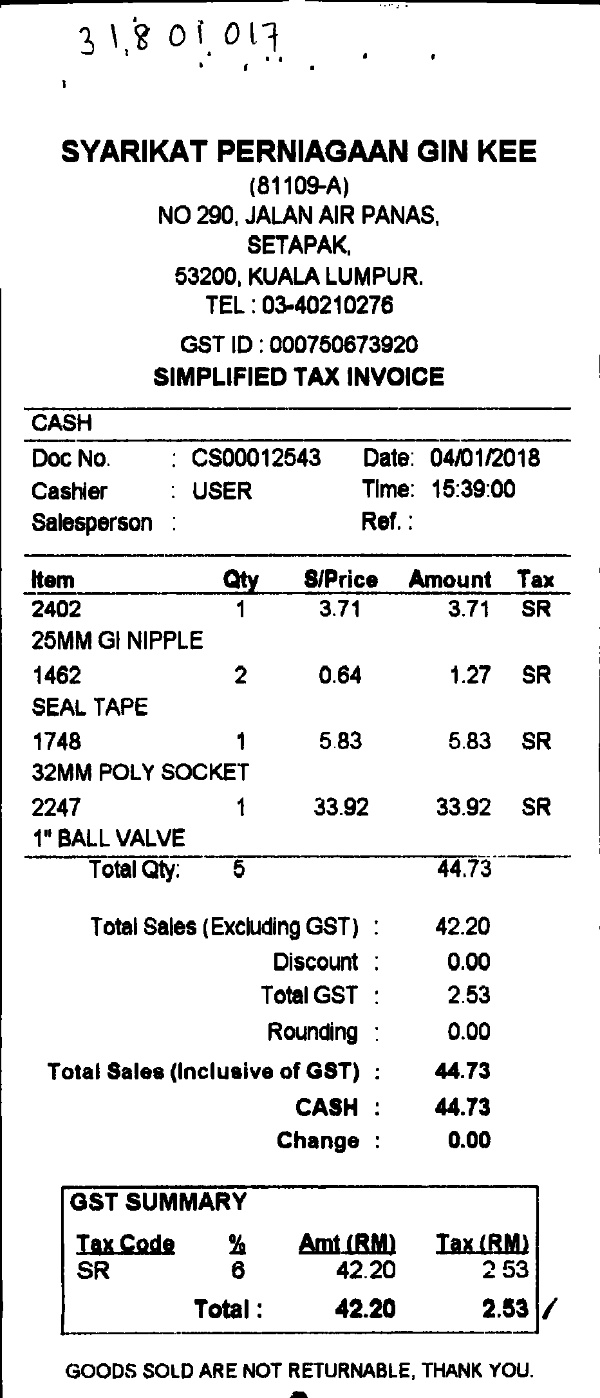 31801017
SYARIKAT PERNIAGAAN GIN KEE
(81109-A)
NO 290, JALAN AIR PANAS,
SETAPAK,
53200, KUALA LUMPUR.
TEL : 03-40210276
GST ID : 000750673920
SIMPLIFIED TAX INVOICE
CASH
Doc No. : CS00012543 Date: 04/01/2018
Cashier : USER Time: 15:39:00
Salesperson : Ref. :
Item Qty S/Price Amount Tax
2402 1 3.71 3.71 SR
25MM GI NIPPLE
1462 2 0.64 1.27 SR
SEAL TAPE
1748 1 5.83 5.83 SR
32MM POLY SOCKET
2247 1 33.92 33.92 SR
1" BALL VALVE
Total Qty: 5 44.73
Total Sales (Excluding GST) : 42.20
Discount : 0.00
Total GST : 2.53
Rounding : 0.00
Total Sales (Inclusive of GST) : 44.73
CASH : 44.73
Change : 0.00
GST SUMMARY
Tax Code % Amt (RM) Tax (RM)
SR 6 42.20 2 53
Total : 42.20 2.53
GOODS SOLD ARE NOT RETURNABLE, THANK YOU.